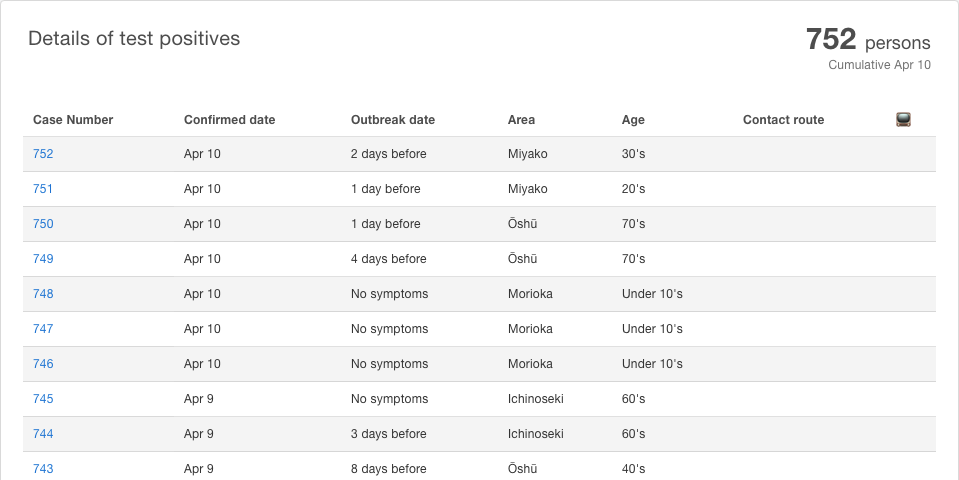 Details of test positives
752 persons
Cumulative Apr 10
Case Number Confirmed date Outbreak date Area Age Contact route
752 Apr 10 2 days before Miyako 30's
751 Apr 10 1 day before Miyako 20's
750 Apr 10 1 day before Ōshū 70's
749 Apr 10 4 days before Ōshū 70's
748 Apr 10 No symptoms Morioka Under 10's
747 Apr 10 No symptoms Morioka Under 10's
746 Apr 10 No symptoms Morioka Under 10's
745 Apr 9 No symptoms Ichinoseki 60's
744 Apr 9 3 days before Ichinoseki 60's
743 Apr 9 8 days before Ōshū 40's